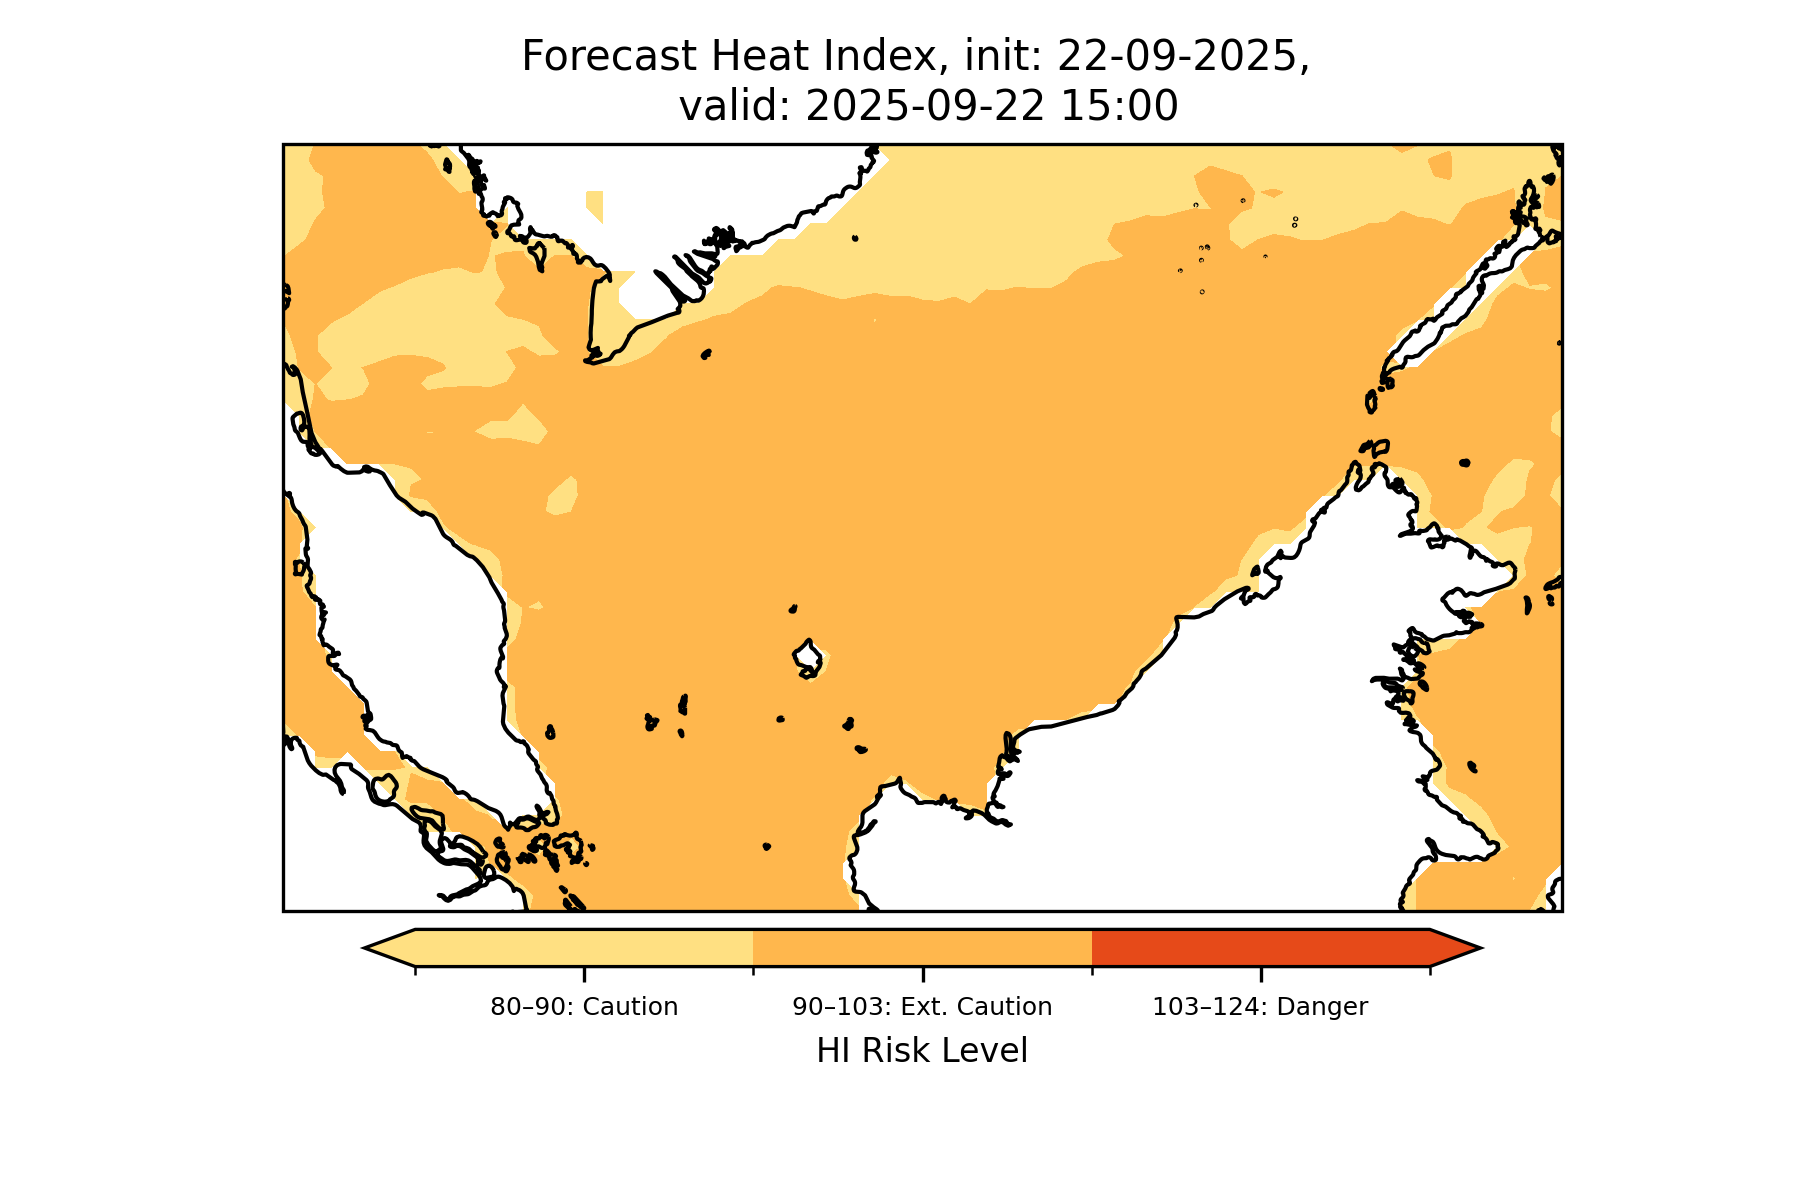 Forecast Heat Index, init: 22-09-2025,
valid: 2025-09-22 15:00
80–90: Caution
90–103: Ext. Caution
103–124: Danger
HI Risk Level